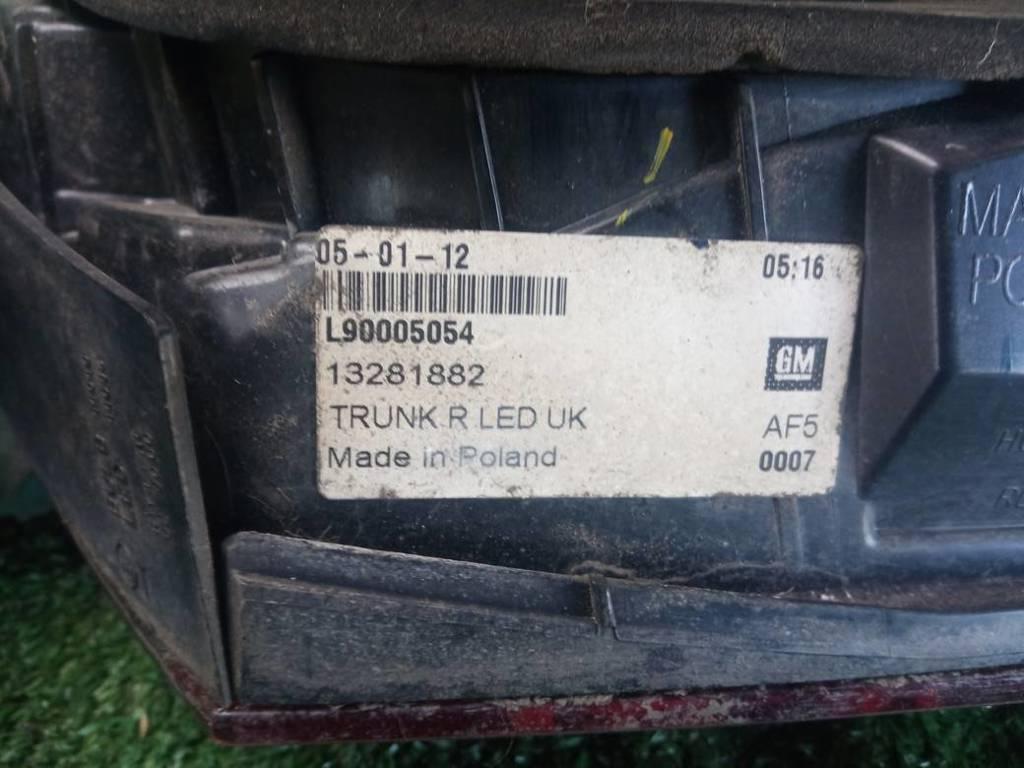 05-01-12 05:16
L90005054
13281882
GM
TRUNK R LED UK AF5
Made in Poland 0007